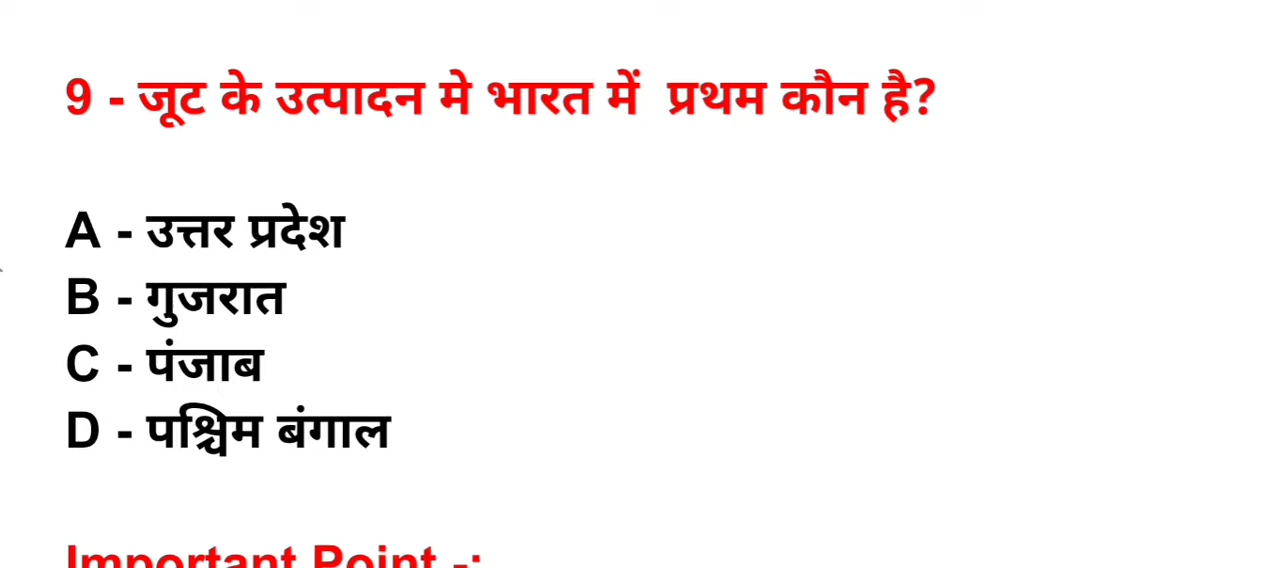 9 - जूट के उत्पादन मे भारत में प्रथम कौन है?
A - उत्तर प्रदेश
B - गुजरात
C - पंजाब
D - पश्चिम बंगाल
Important Point -: